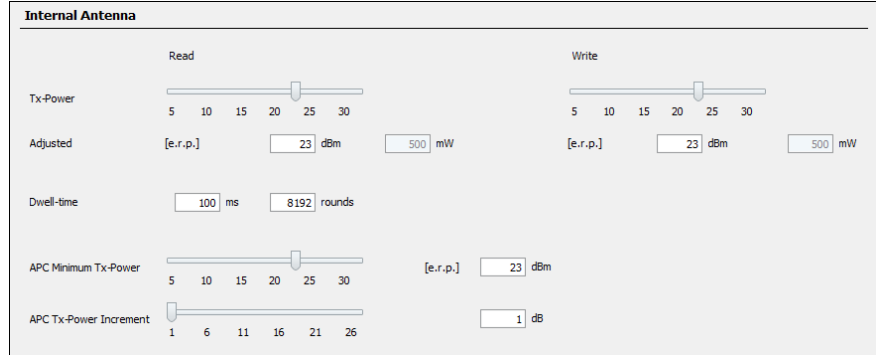 Internal Antenna
Read Write
Tx-Power
5 10 15 20 25 30 5 10 15 20 25 30
Adjusted [e.r.p.] 23 dBm 500 mW [e.r.p.] 23 dBm 500 mW
Dwell-time 100 ms 8192 rounds
APC Minimum Tx-Power [e.r.p.] 23 dBm
5 10 15 20 25 30
APC Tx-Power Increment 1 dB
1 6 11 16 21 26